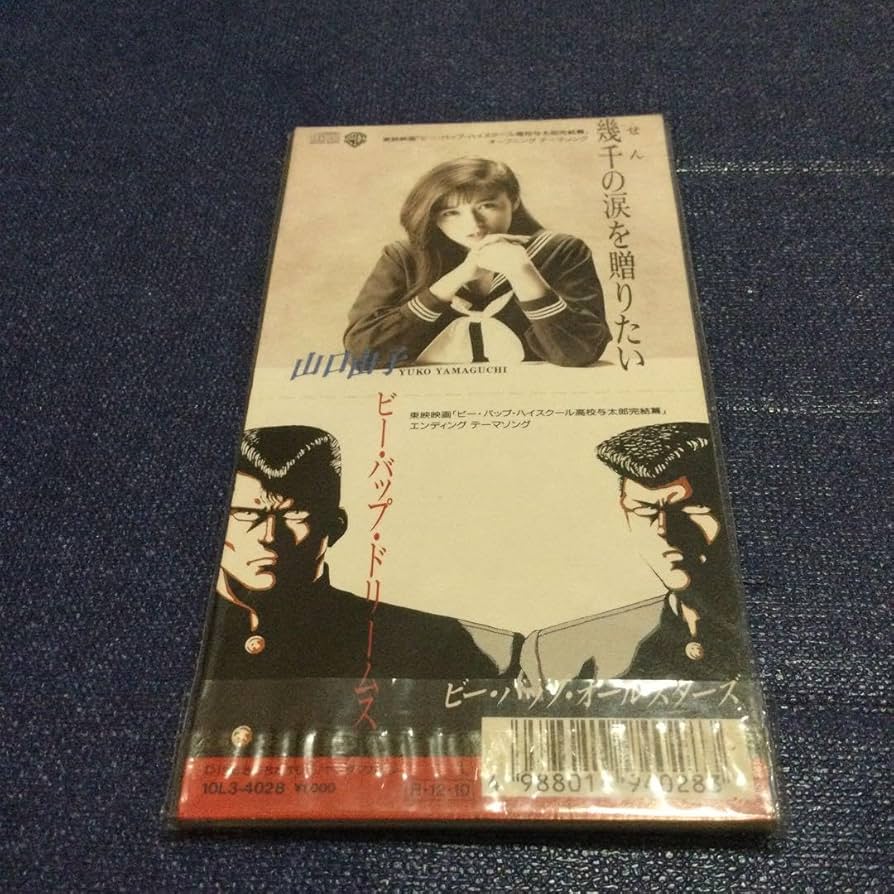 東映映画「ビー・バップ・ハイスクール高校与太郎完結篇」
オープニング テーマソング
幾千の涙を贈りたい
せん
山口由子
YUKO YAMAGUCHI
東映映画「ビー・バップ・ハイスクール高校与太郎完結篇」
エンディング テーマソング
ビー・バップ・ドリームス
ビー・バップ・オールスターズ
10L3-4028 ¥1,000
H・12・10
4 98801 940283